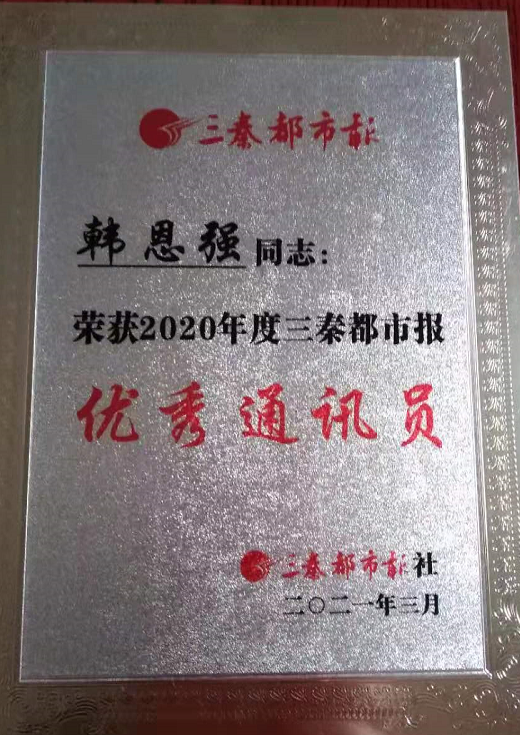 三秦都市报
韩恩强同志：
荣获2020年度三秦都市报
优秀通讯员
三秦都市报社
二〇二一年三月